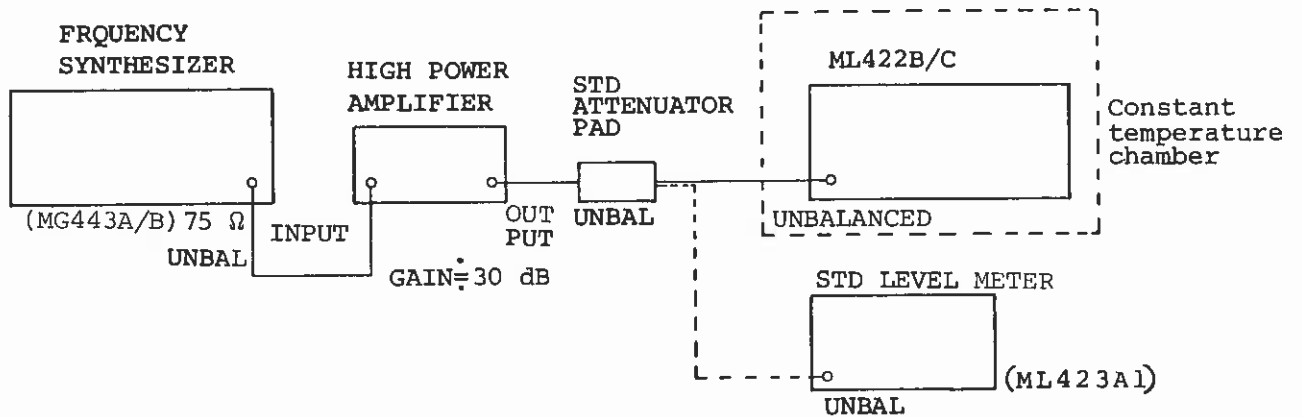 FRQUENCY
SYNTHESIZER
(MG443A/B) 75 Ω
UNBAL
HIGH POWER
AMPLIFIER
INPUT
OUT
PUT
GAIN≒30 dB
STD
ATTENUATOR
PAD
UNBAL
ML422B/C
UNBALANCED
Constant
temperature
chamber
STD LEVEL METER
(ML423A1)
UNBAL